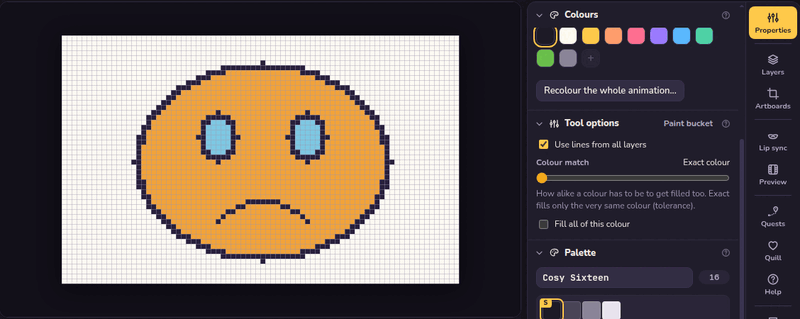 Colours
Recolour the whole animation...
Tool options
Paint bucket
Use lines from all layers
Colour match
Exact colour
How alike a colour has to be to get filled too. Exact
fills only the very same colour (tolerance).
Fill all of this colour
Palette
Cosy Sixteen
16
S
Properties
Layers
Artboards
Lip sync
Preview
Quests
Quill
Help